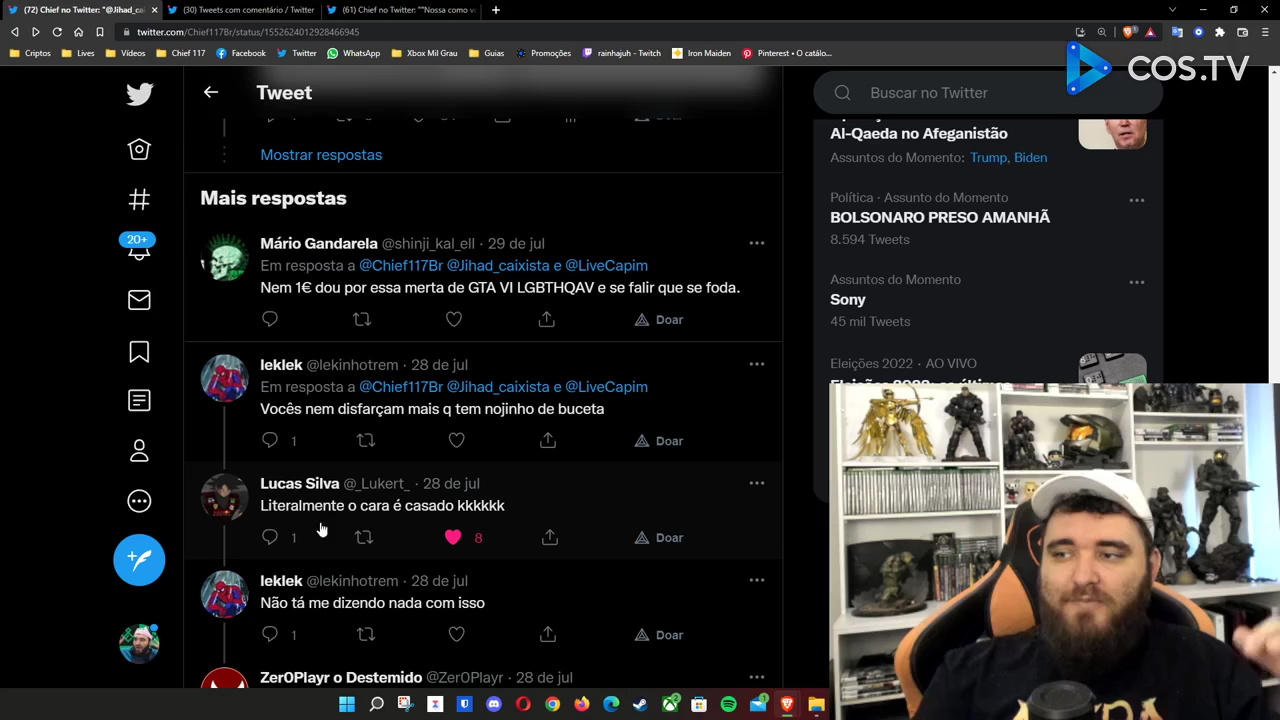 (72) Chief no Twitter: "@Jihad_cai
(30) Tweets com comentário / Twitter
(61) Chief no Twitter: ""Nossa como vo
twitter.com/Chief117Br/status/1552624012928466945
Criptos
Lives
Vídeos
Chief 117
Facebook
Twitter
WhatsApp
Xbox Mil Grau
Guias
Promoções
rainhajuh - Twitch
Iron Maiden
Pinterest • O catálo...
COS.TV
Tweet
Buscar no Twitter
Mostrar respostas
Al-Qaeda no Afeganistão
Assuntos do Momento: Trump, Biden
Mais respostas
Política · Assunto do Momento
BOLSONARO PRESO AMANHÃ
8.594 Tweets
20+
Mário Gandarela @shinji_kal_ell · 29 de jul
Em resposta a @Chief117Br @Jihad_caixista e @LiveCapim
Nem 1€ dou por essa merta de GTA VI LGBTHQAV e se falir que se foda.
Doar
Assuntos do Momento
Sony
45 mil Tweets
leklek @lekinhotrem · 28 de jul
Em resposta a @Chief117Br @Jihad_caixista e @LiveCapim
Vocês nem disfarçam mais q tem nojinho de buceta
1
Doar
Eleições 2022 · AO VIVO
Lucas Silva @_Lukert_ · 28 de jul
Literalmente o cara é casado kkkkkk
1
8
Doar
leklek @lekinhotrem · 28 de jul
Não tá me dizendo nada com isso
1
Doar
Zer0Playr o Destemido @Zer0Playr · 28 de jul